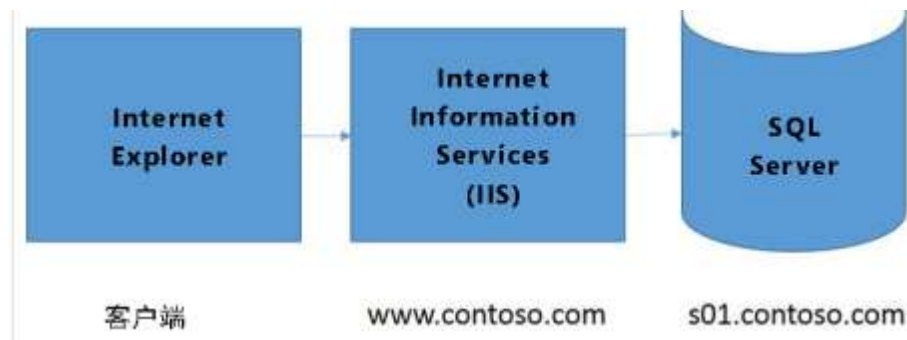 Internet
Explorer
Internet
Information
Services
(IIS)
SQL
Server
客户端
www.contoso.com
s01.contoso.com